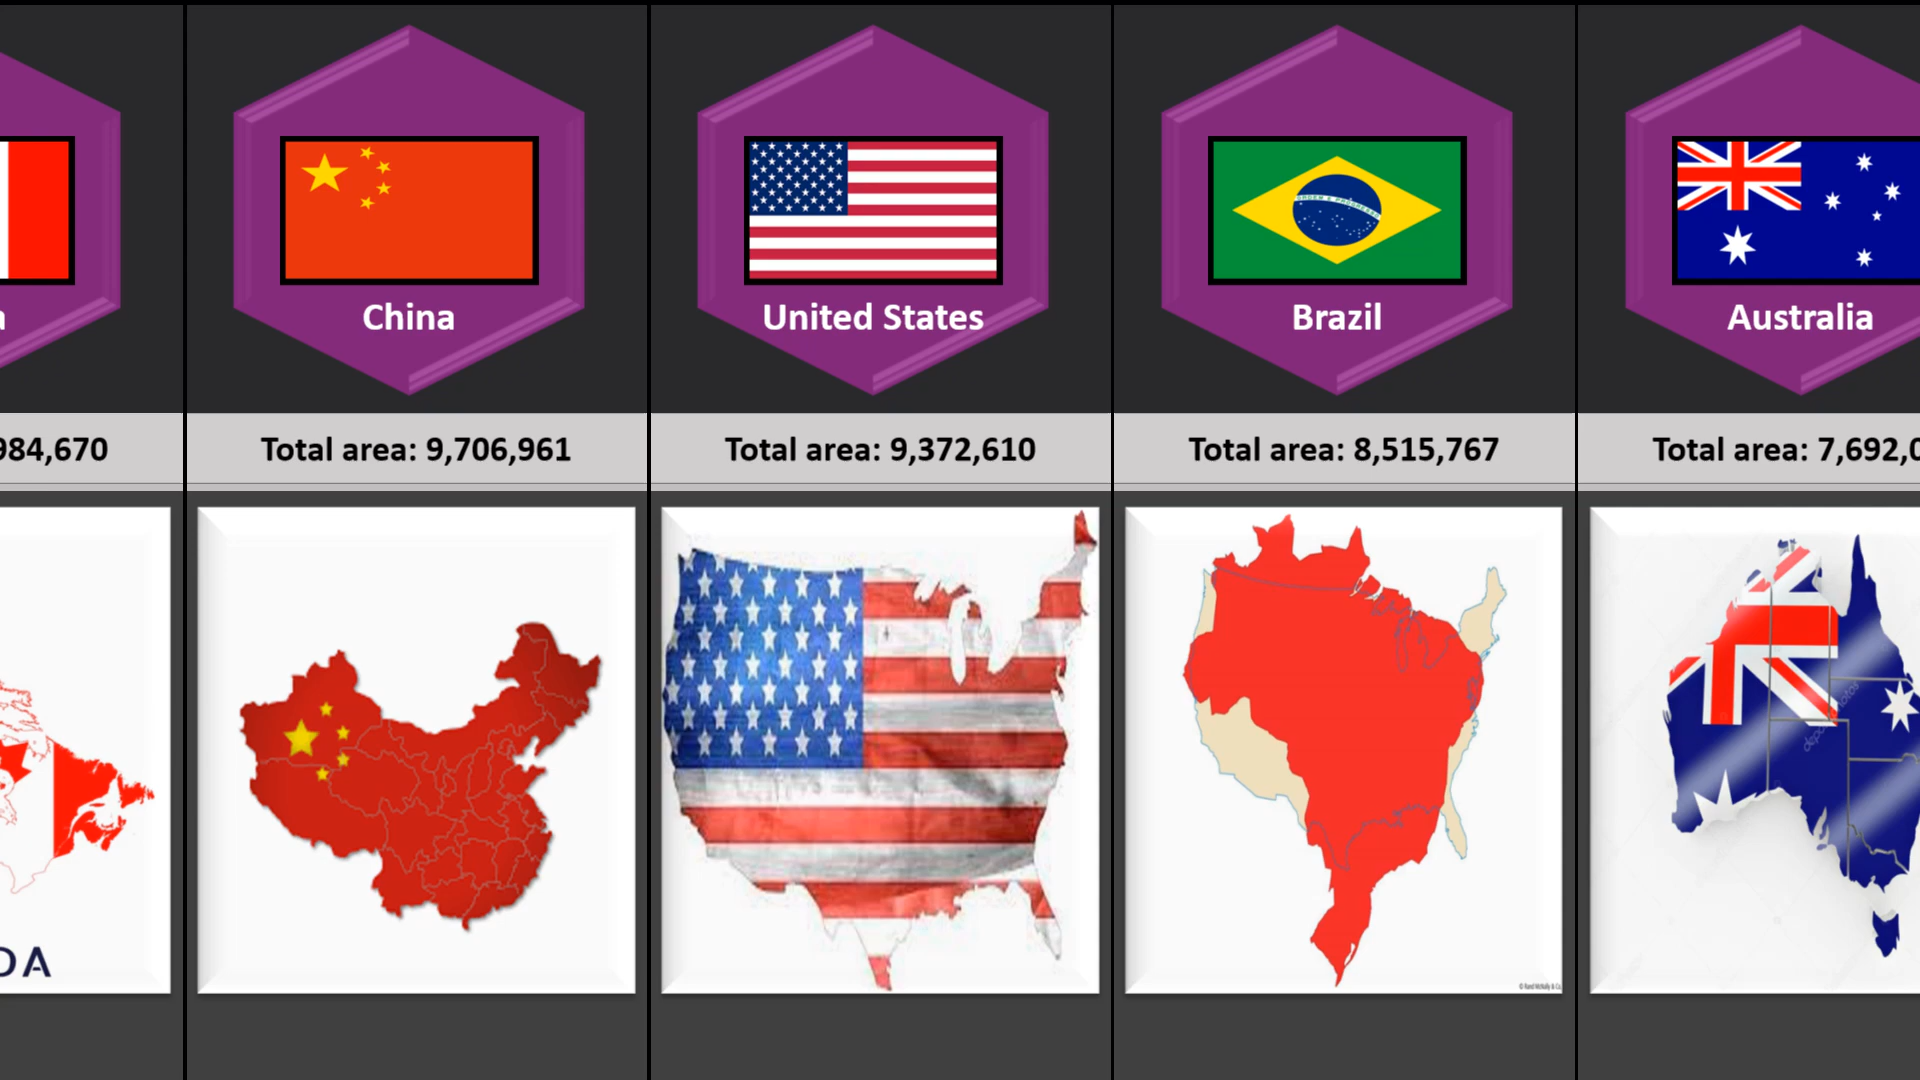 a
984,670
DA
China
Total area: 9,706,961
United States
Total area: 9,372,610
Brazil
Total area: 8,515,767
Australia
Total area: 7,692,0